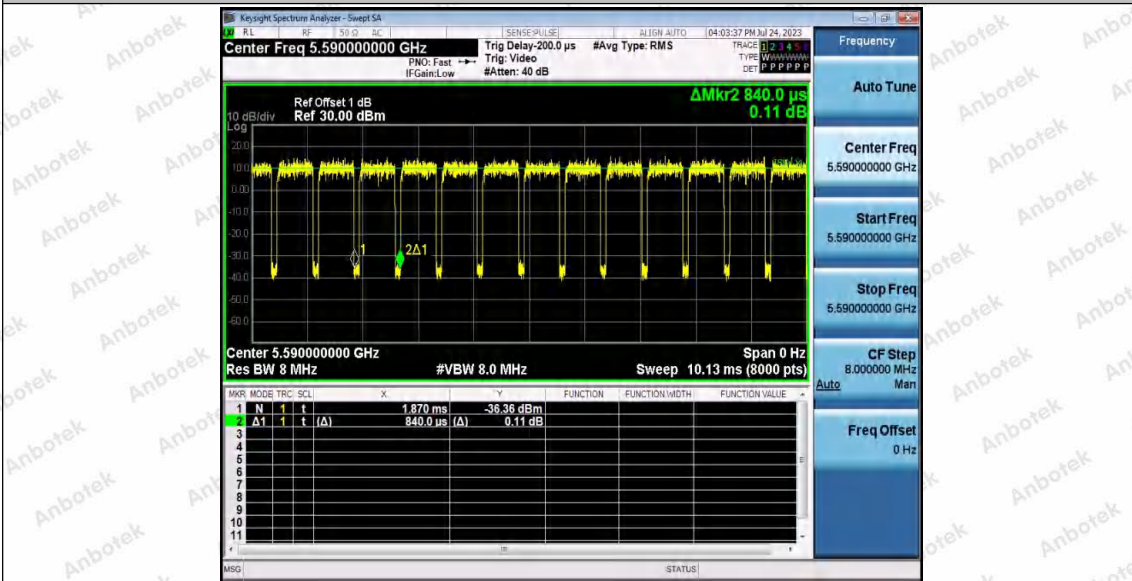 Keysight Spectrum Analyzer - Swept SA
RL RF 50 Ω AC SENSE:PULSE ALIGN AUTO 04:03:37 PM Jul 24, 2023
Center Freq 5.590000000 GHz
Trig Delay-200.0 µs #Avg Type: RMS
TRACE 1 2 3 4 5 6
PNO: Fast Trig: Video
TYPE WWWWWW
IFGain:Low #Atten: 40 dB
DET P P P P P P
ΔMkr2 840.0 µs
0.11 dB
Ref Offset 1 dB
10 dB/div Ref 30.00 dBm
Log
20.0
10.0
0.00
-10.0
-20.0
-30.0
-40.0
-50.0
-60.0
1
2Δ1
Center 5.590000000 GHz Span 0 Hz
Res BW 8 MHz #VBW 8.0 MHz Sweep 10.13 ms (8000 pts)
MKR MODE TRC SCL X Y FUNCTION FUNCTION WIDTH FUNCTION VALUE
1 N 1 t 1.870 ms -36.36 dBm
2 Δ1 1 t (Δ) 840.0 µs (Δ) 0.11 dB
3
4
5
6
7
8
9
10
11
MSG STATUS
Frequency
Auto Tune
Center Freq
5.590000000 GHz
Start Freq
5.590000000 GHz
Stop Freq
5.590000000 GHz
CF Step
8.000000 MHz
Auto Man
Freq Offset
0 Hz
Anbotek